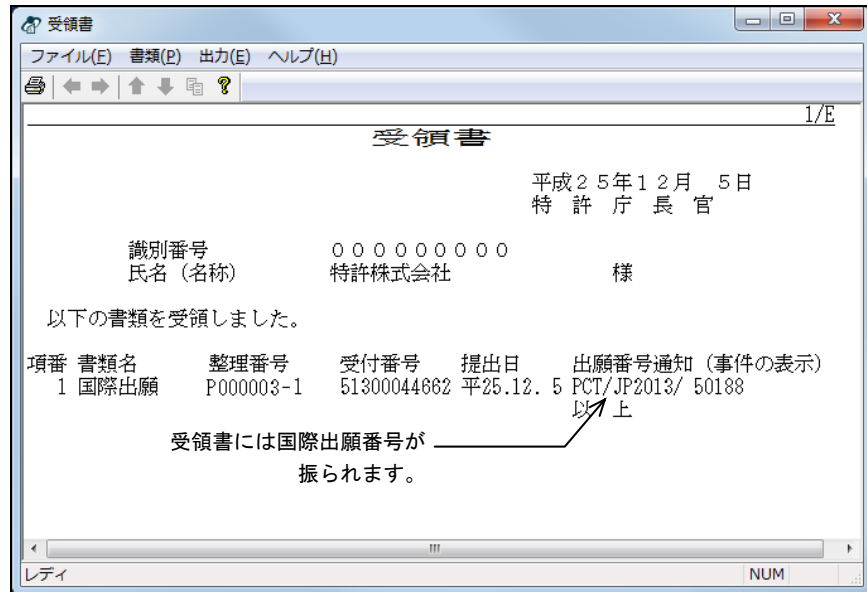 受領書
ファイル(F) 書類(P) 出力(E) ヘルプ(H)
1/E
受領書
平成２５年１２月　５日
特　許　庁　長　官
識別番号　０００００００００
氏名（名称）　特許株式会社　様
以下の書類を受領しました。
項番 書類名 整理番号 受付番号 提出日 出願番号通知（事件の表示）
1 国際出願 P000003-1 51300044662 平25.12. 5 PCT/JP2013/ 50188
以　上
受領書には国際出願番号が
振られます。
レディ NUM